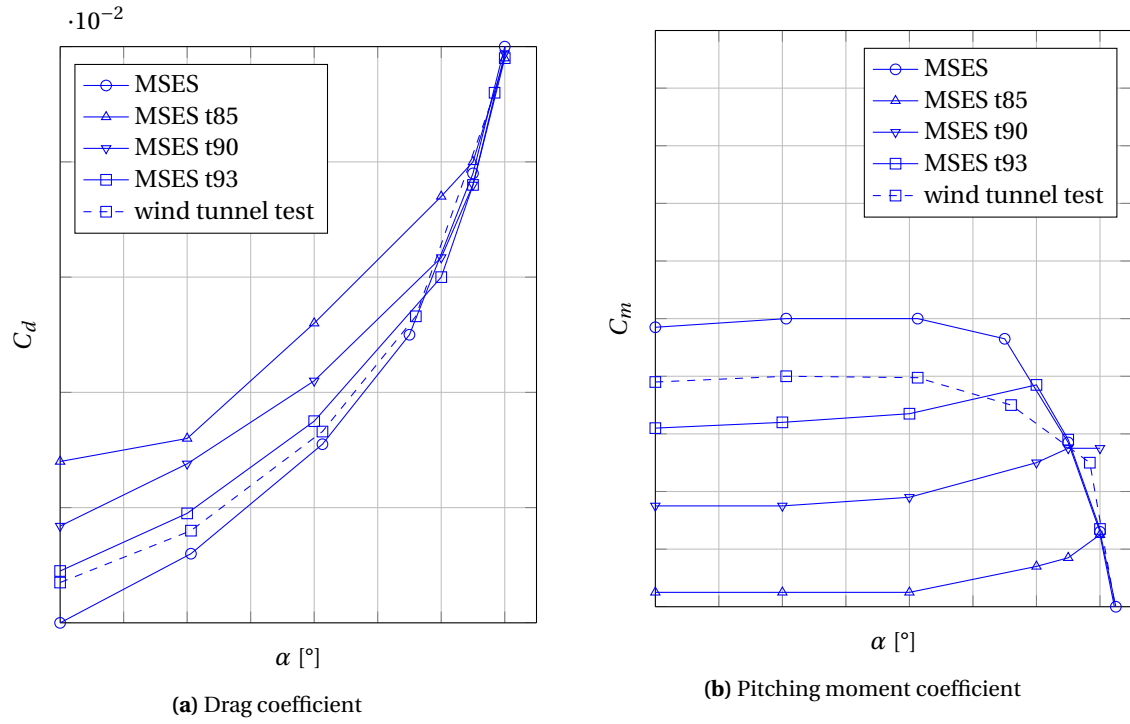 ·10⁻²
MSES
MSES t85
MSES t90
MSES t93
wind tunnel test
C_d
α [°]
(a) Drag coefficient
MSES
MSES t85
MSES t90
MSES t93
wind tunnel test
C_m
α [°]
(b) Pitching moment coefficient